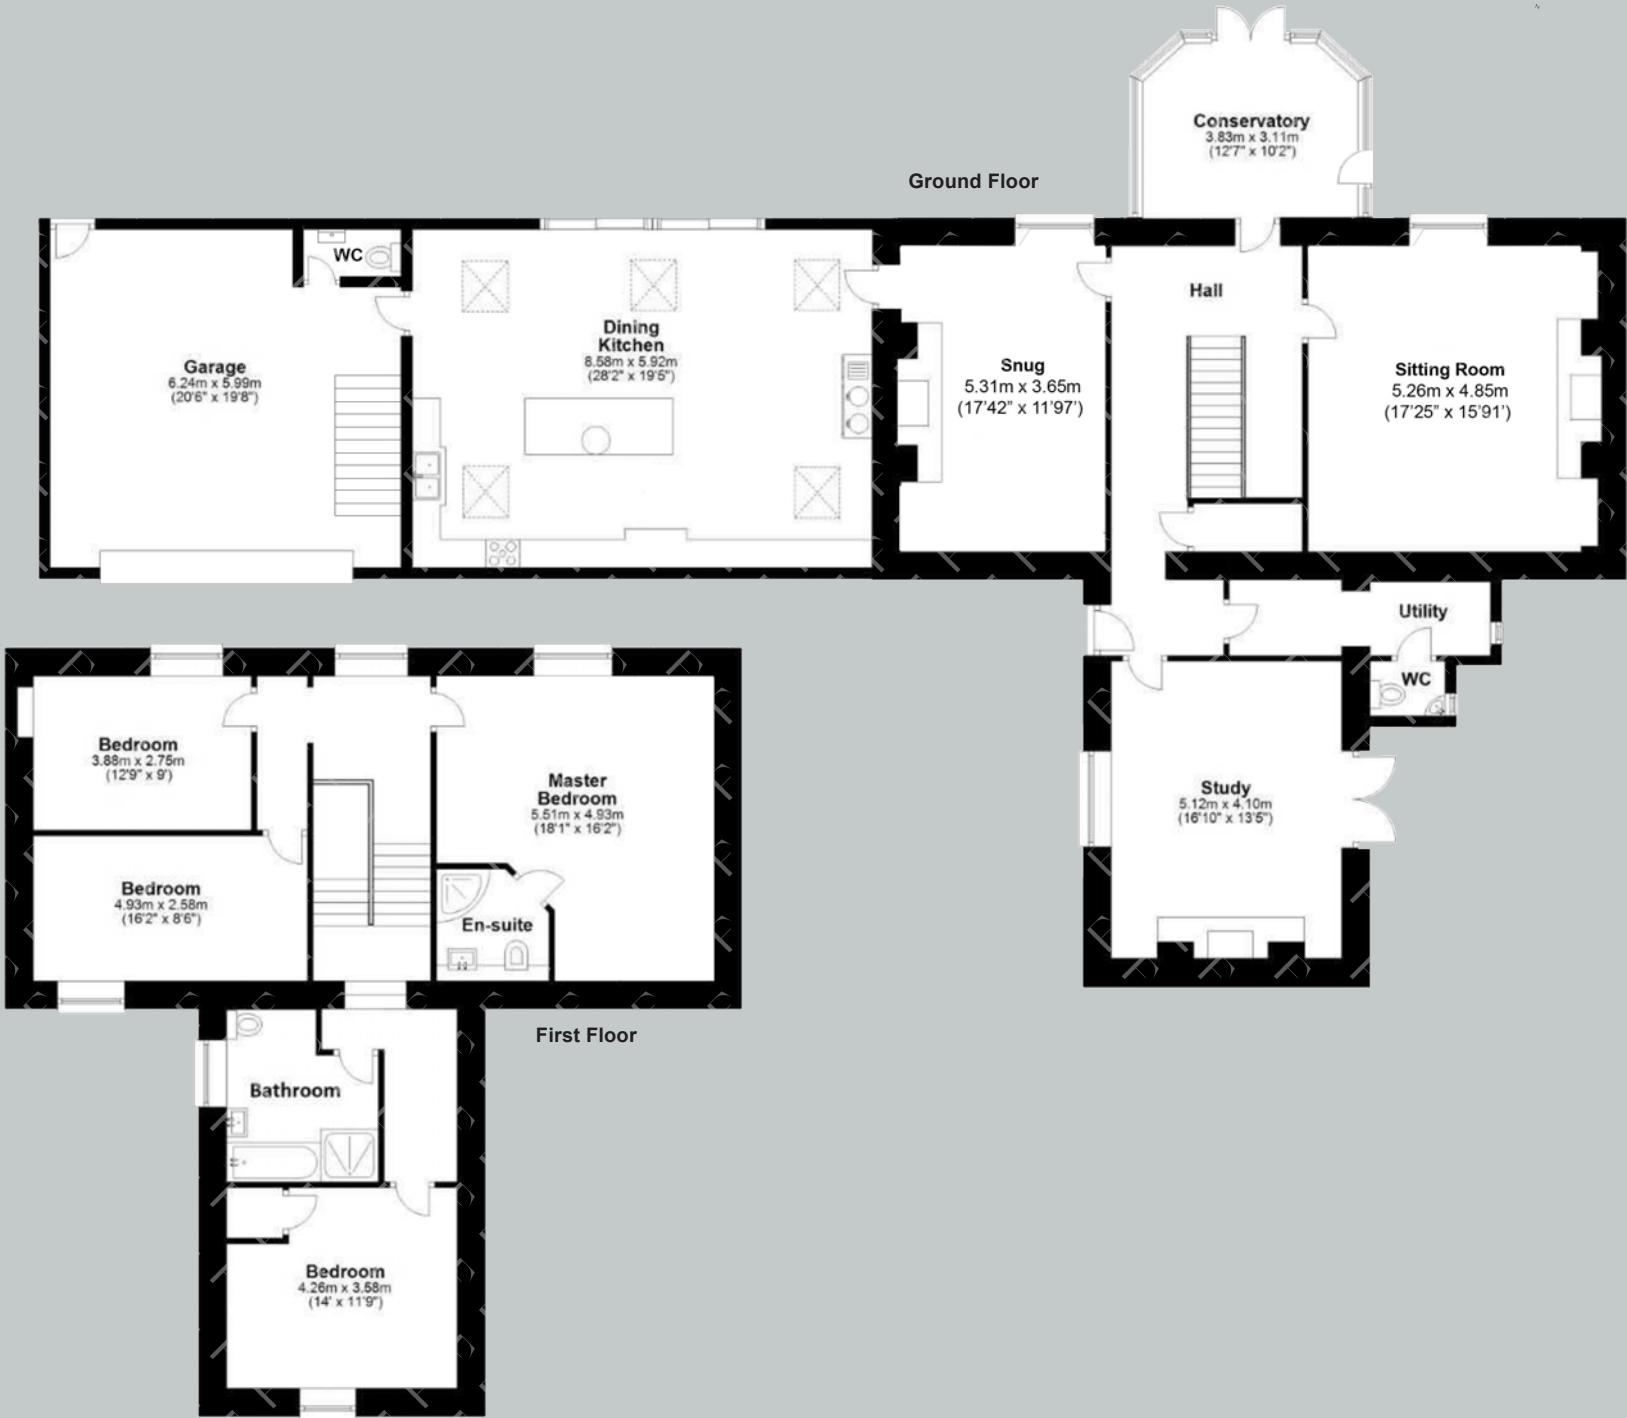 Conservatory
3.83m x 3.11m
(12'7" x 10'2")
Ground Floor
WC
Hall
Dining
Kitchen
8.58m x 5.92m
(28'2" x 19'5")
Garage
6.24m x 5.99m
(20'6" x 19'8")
Snug
5.31m x 3.65m
(17'42” x 11’97’)
Sitting Room
5.26m x 4.85m
(17’25” x 15’91’)
Utility
WC
Study
5.12m x 4.10m
(16'10" x 13'5")
Bedroom
3.88m x 2.75m
(12'9" x 9')
Master
Bedroom
5.51m x 4.93m
(18'1" x 16'2")
Bedroom
4.93m x 2.58m
(16'2" x 8'6")
En-suite
First Floor
Bathroom
Bedroom
4.26m x 3.58m
(14' x 11'9")